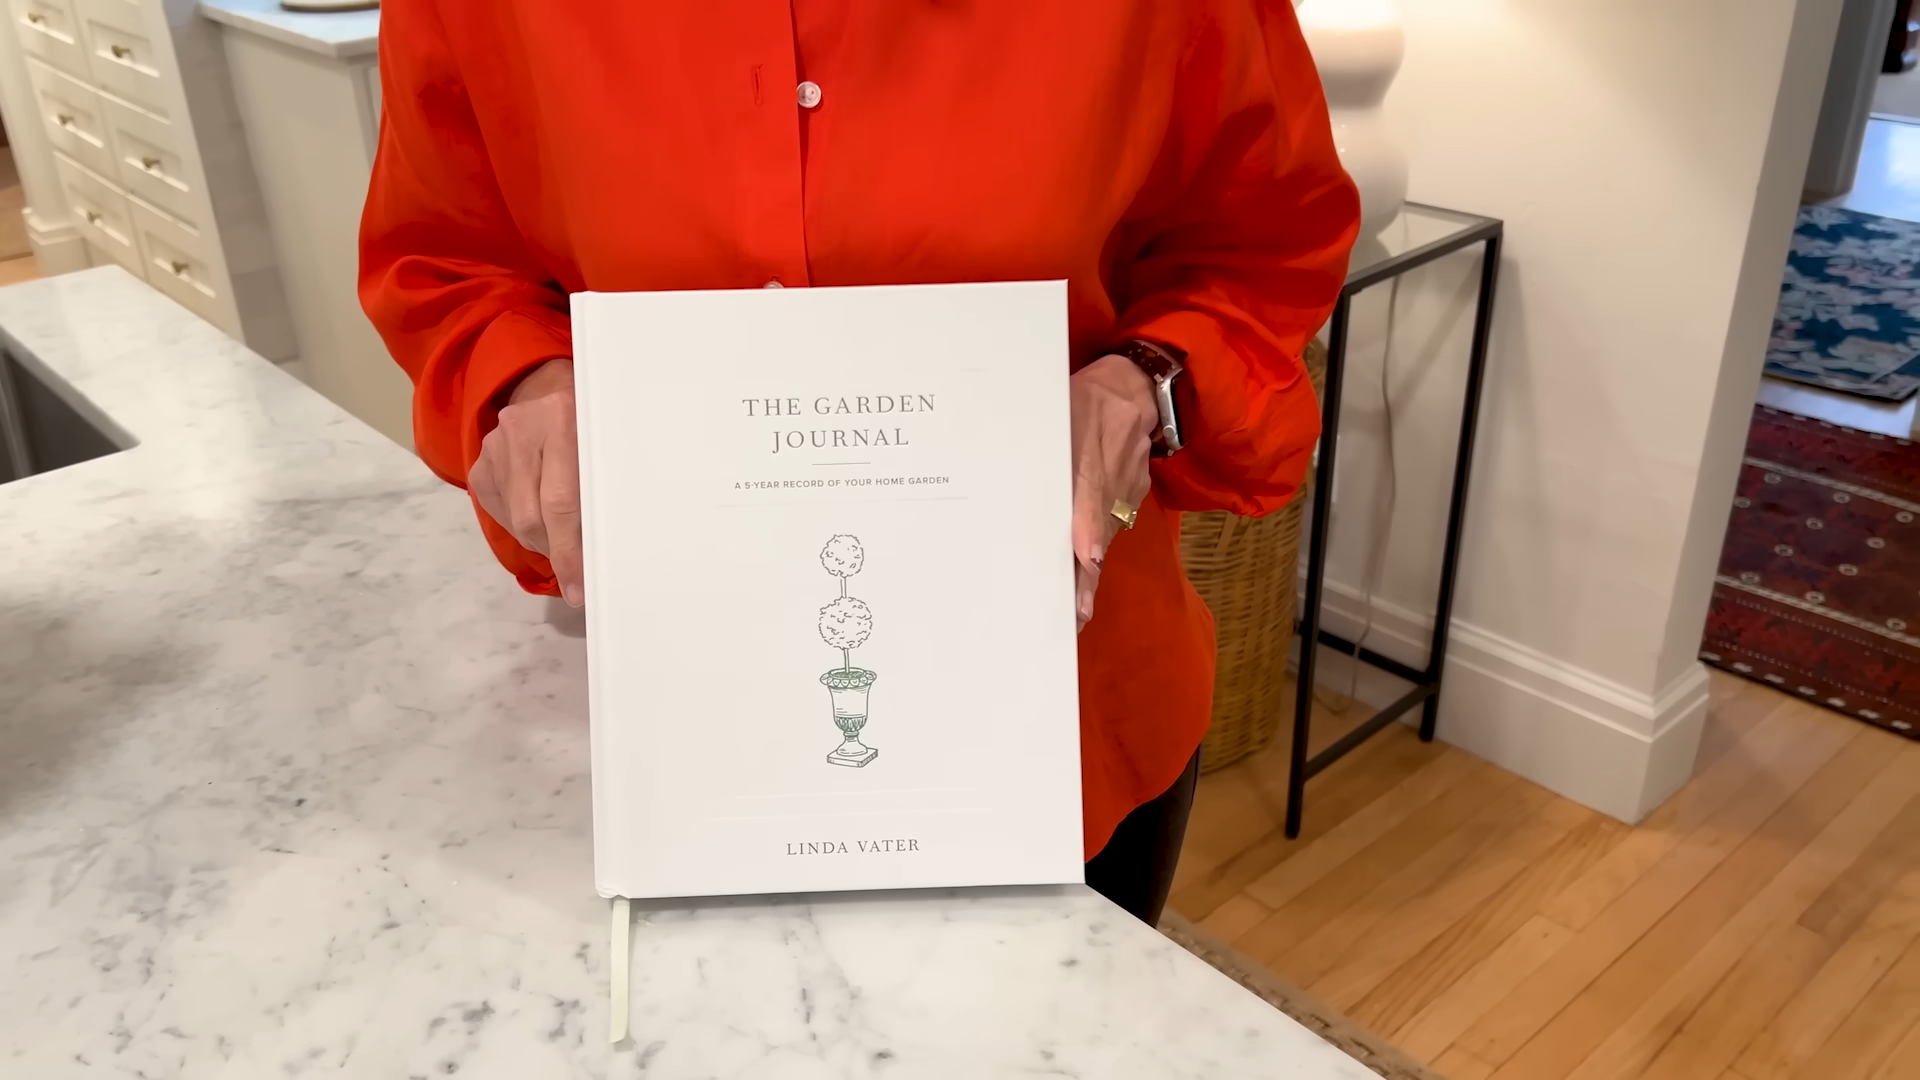 THE GARDEN
JOURNAL
A 5-YEAR RECORD OF YOUR HOME GARDEN
LINDA VATER